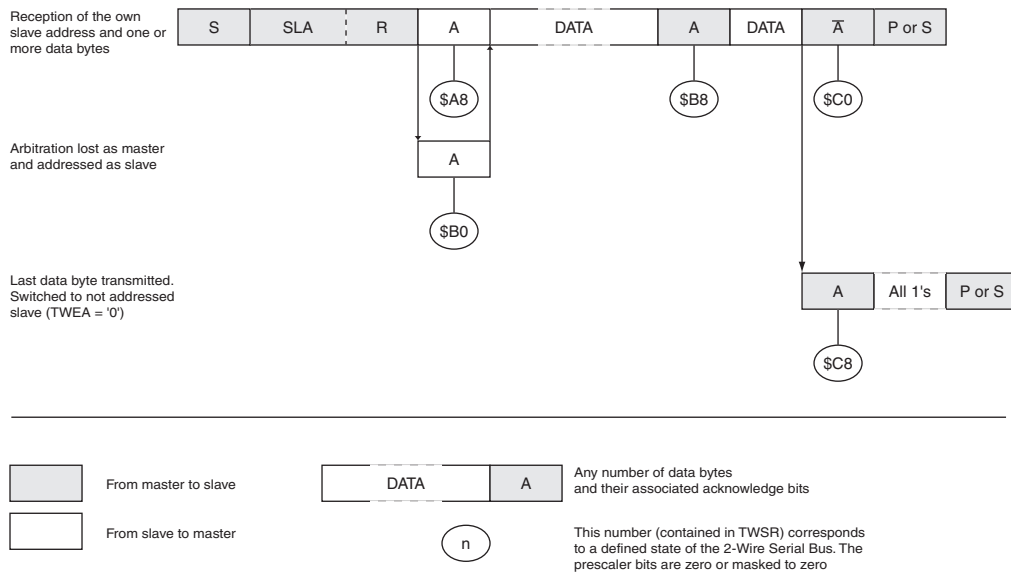 Reception of the own
slave address and one or
more data bytes
S SLA R A DATA A DATA A̅ P or S
$A8 $B8 $C0
Arbitration lost as master
and addressed as slave
A
$B0
Last data byte transmitted.
Switched to not addressed
slave (TWEA = '0')
A All 1's P or S
$C8
From master to slave
DATA A
Any number of data bytes
and their associated acknowledge bits
From slave to master
n
This number (contained in TWSR) corresponds
to a defined state of the 2-Wire Serial Bus. The
prescaler bits are zero or masked to zero